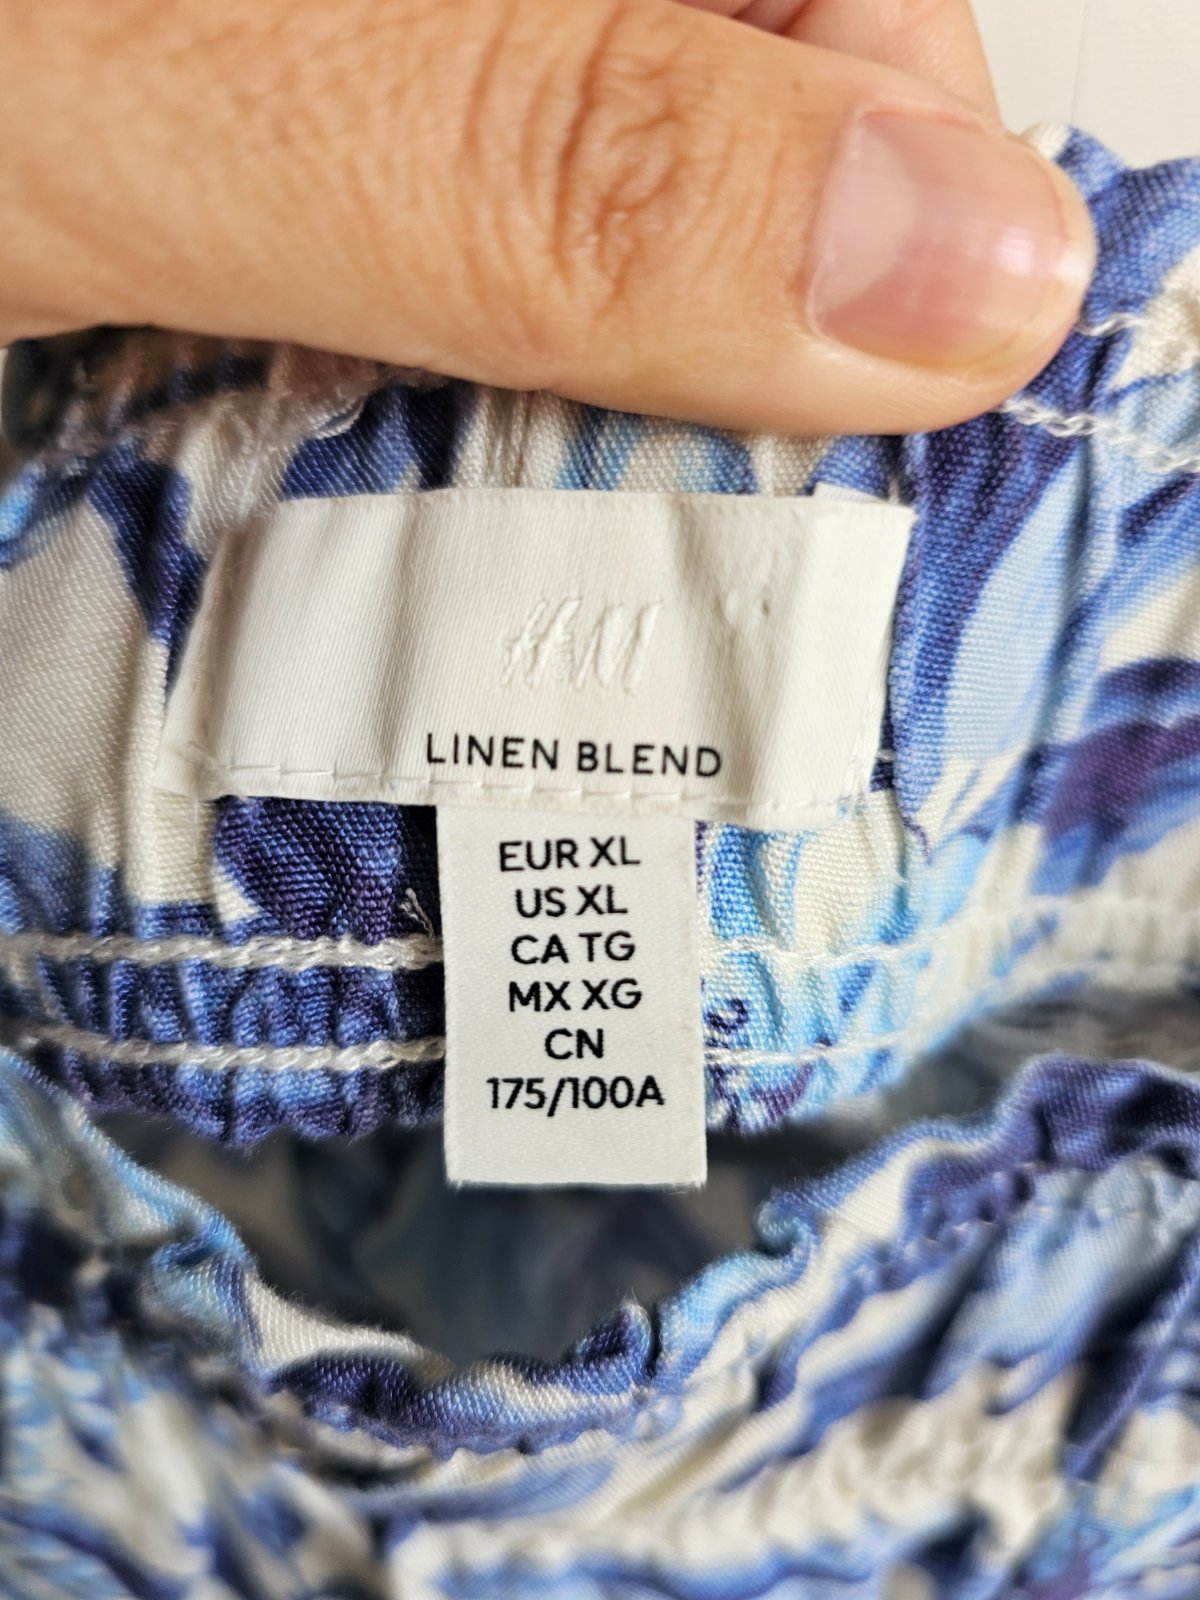 H&M
LINEN BLEND
EUR XL
US XL
CA TG
MX XG
CN
175/100A